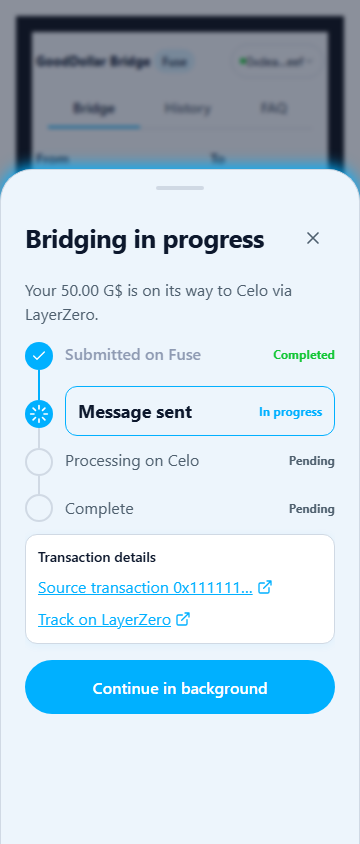 GoodDollar Bridge Fuse
Bridge History FAQ
From To
Bridging in progress
Your 50.00 G$ is on its way to Celo via
LayerZero.
Submitted on Fuse Completed
Message sent In progress
Processing on Celo Pending
Complete Pending
Transaction details
Source transaction 0x111111...
Track on LayerZero
Continue in background